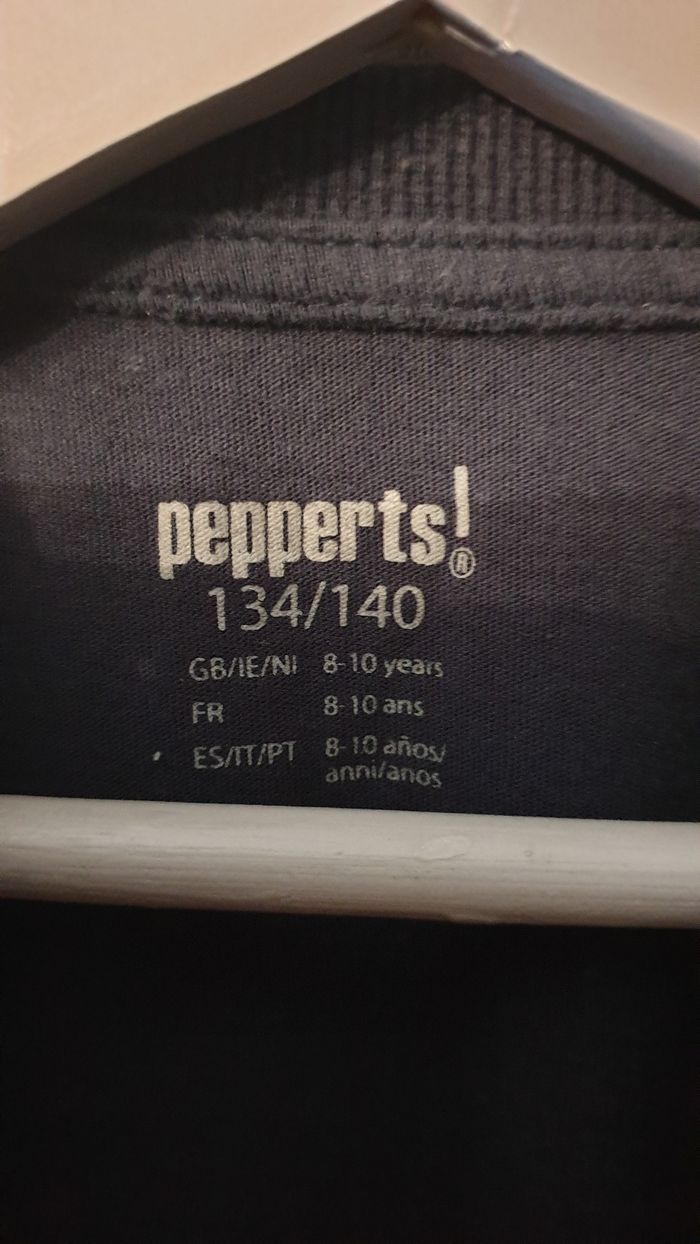 pepperts!®
134/140
GB/IE/NI 8-10 years
FR 8-10 ans
ES/IT/PT 8-10 años/
anni/anos